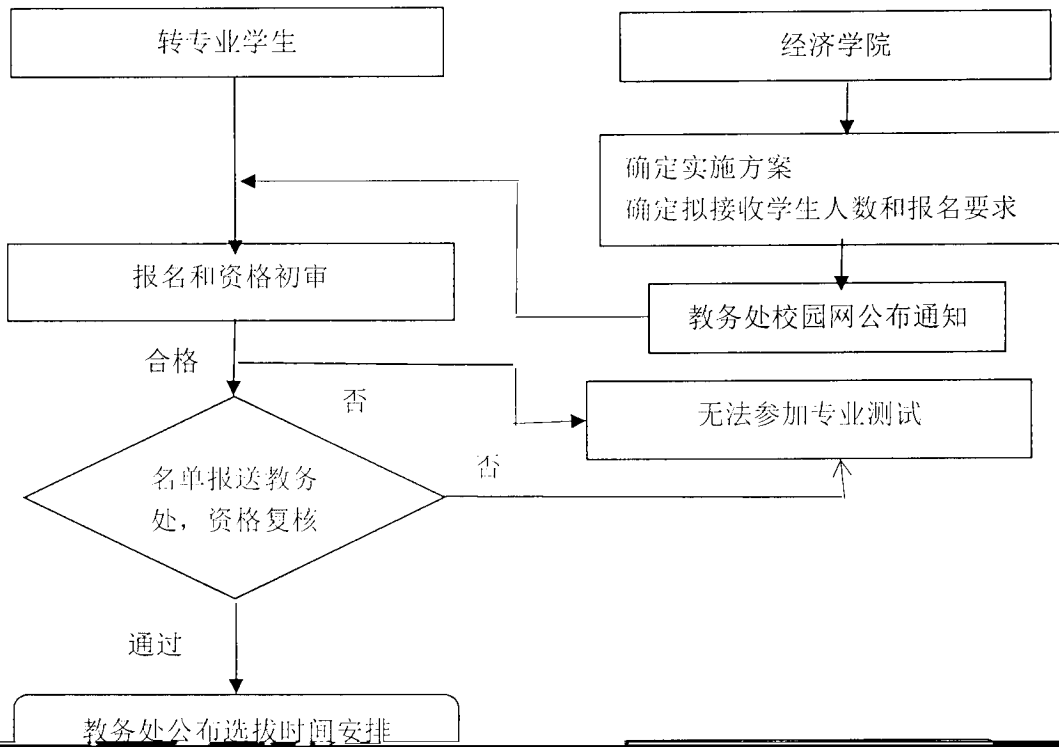 转专业学生
经济学院
确定实施方案
确定拟接收学生人数和报名要求
报名和资格初审
教务处校园网公布通知
合格
否
无法参加专业测试
名单报送教务
处，资格复核
否
通过
教务处公布选拔时间安排